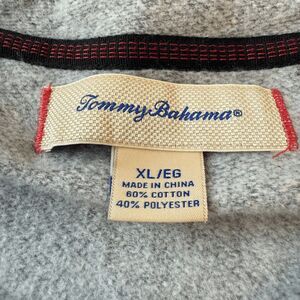 Tommy Bahama®
XL/EG
MADE IN CHINA
60% COTTON
40% POLYESTER